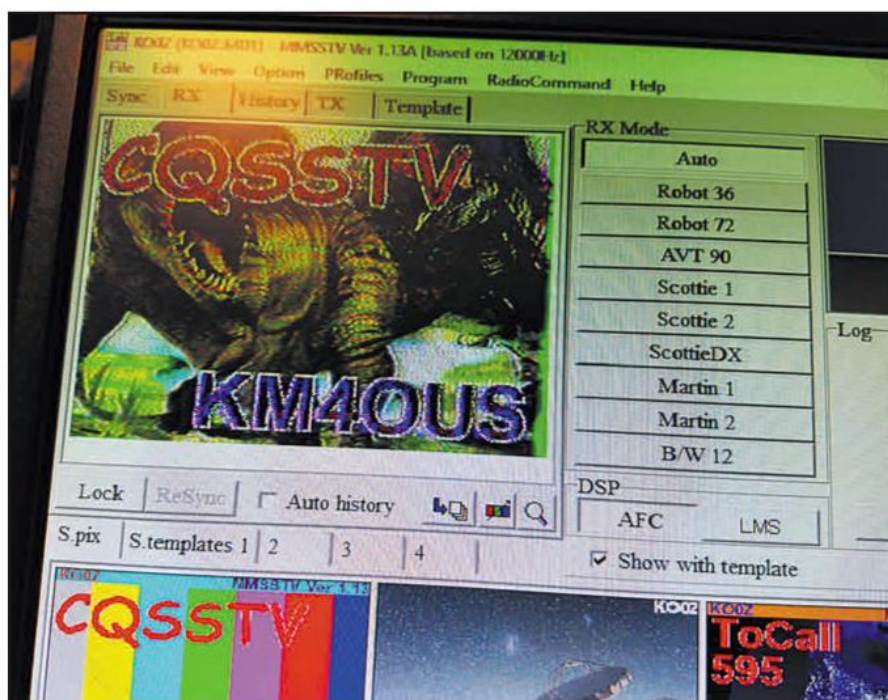 KO0Z [KO0Z.MDT] - MMSSTV Ver 1.13A [based on 12000Hz]
File Edit View Option PRofiles Program RadioCommand Help
Sync RX History TX Template
CQSSTV
KM4OUS
RX Mode
Auto
Robot 36
Robot 72
AVT 90
Scottie 1
Scottie 2
ScottieDX
Martin 1
Martin 2
B/W 12
Log
Lock ReSync Auto history
DSP
AFC LMS
Show with template
S.pix S.templates 1 2 3 4
KO0Z MMSSTV Ver 1.13
CQSSTV
KO0Z
KO0Z
ToCall
595